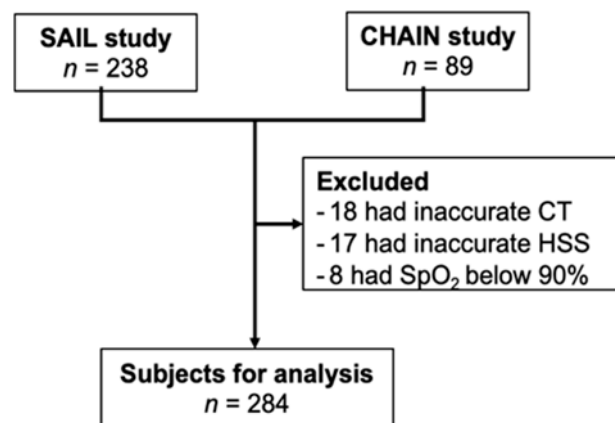 SAIL study
n = 238
CHAIN study
n = 89
Excluded
- 18 had inaccurate CT
- 17 had inaccurate HSS
- 8 had SpO₂ below 90%
Subjects for analysis
n = 284